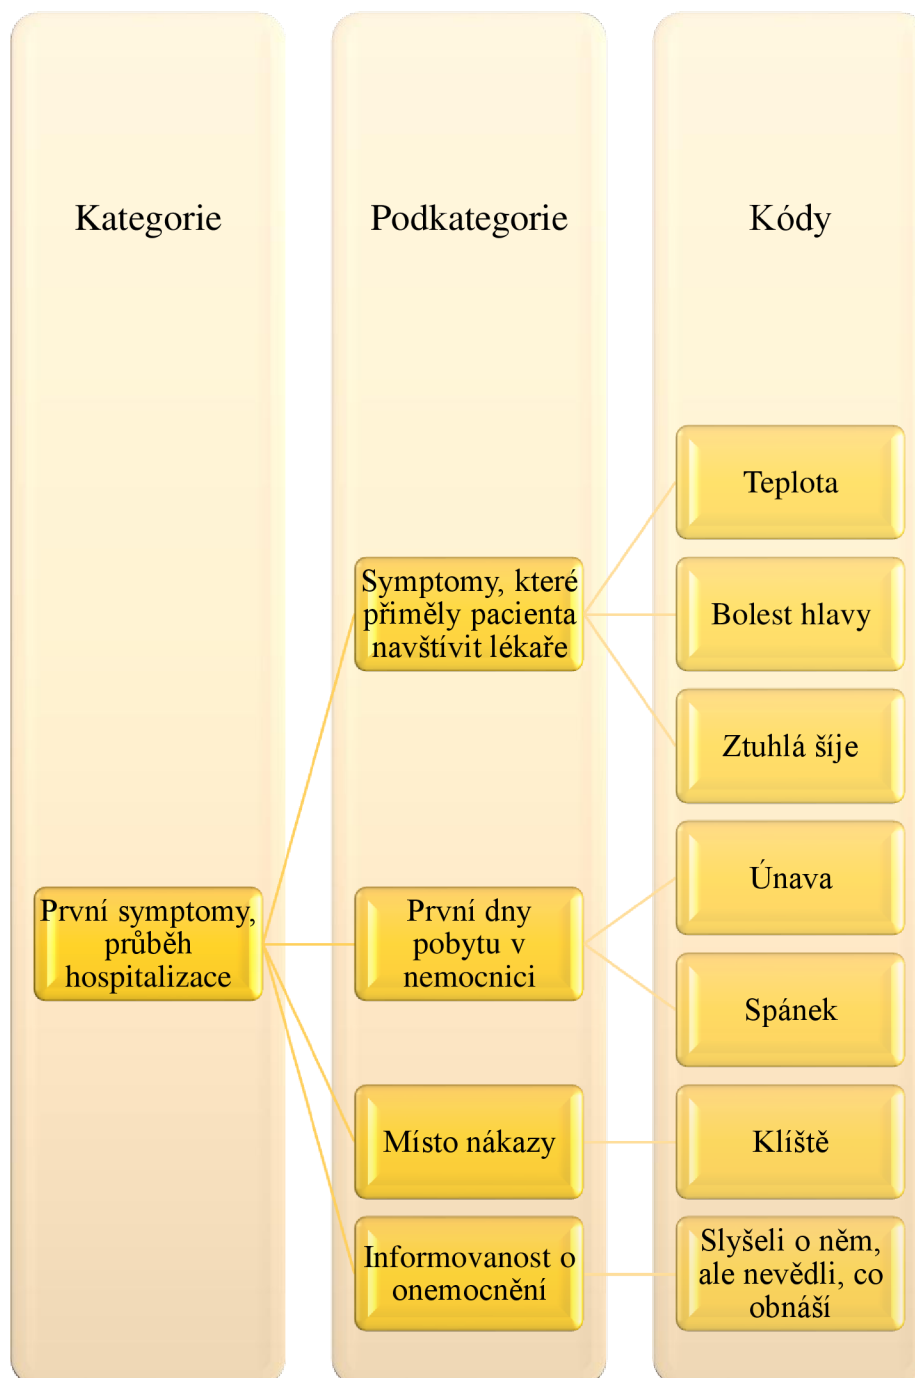 Kategorie
Podkategorie
Kódy
Teplota
Symptomy, které
přiměly pacienta
navštívit lékaře
Bolest hlavy
Ztuhlá šíje
Únava
První symptomy,
průběh
hospitalizace
První dny
pobytu v
nemocnici
Spánek
Místo nákazy
Klíště
Informovanost o
onemocnění
Slyšeli o něm,
ale nevědli, co
obnáší